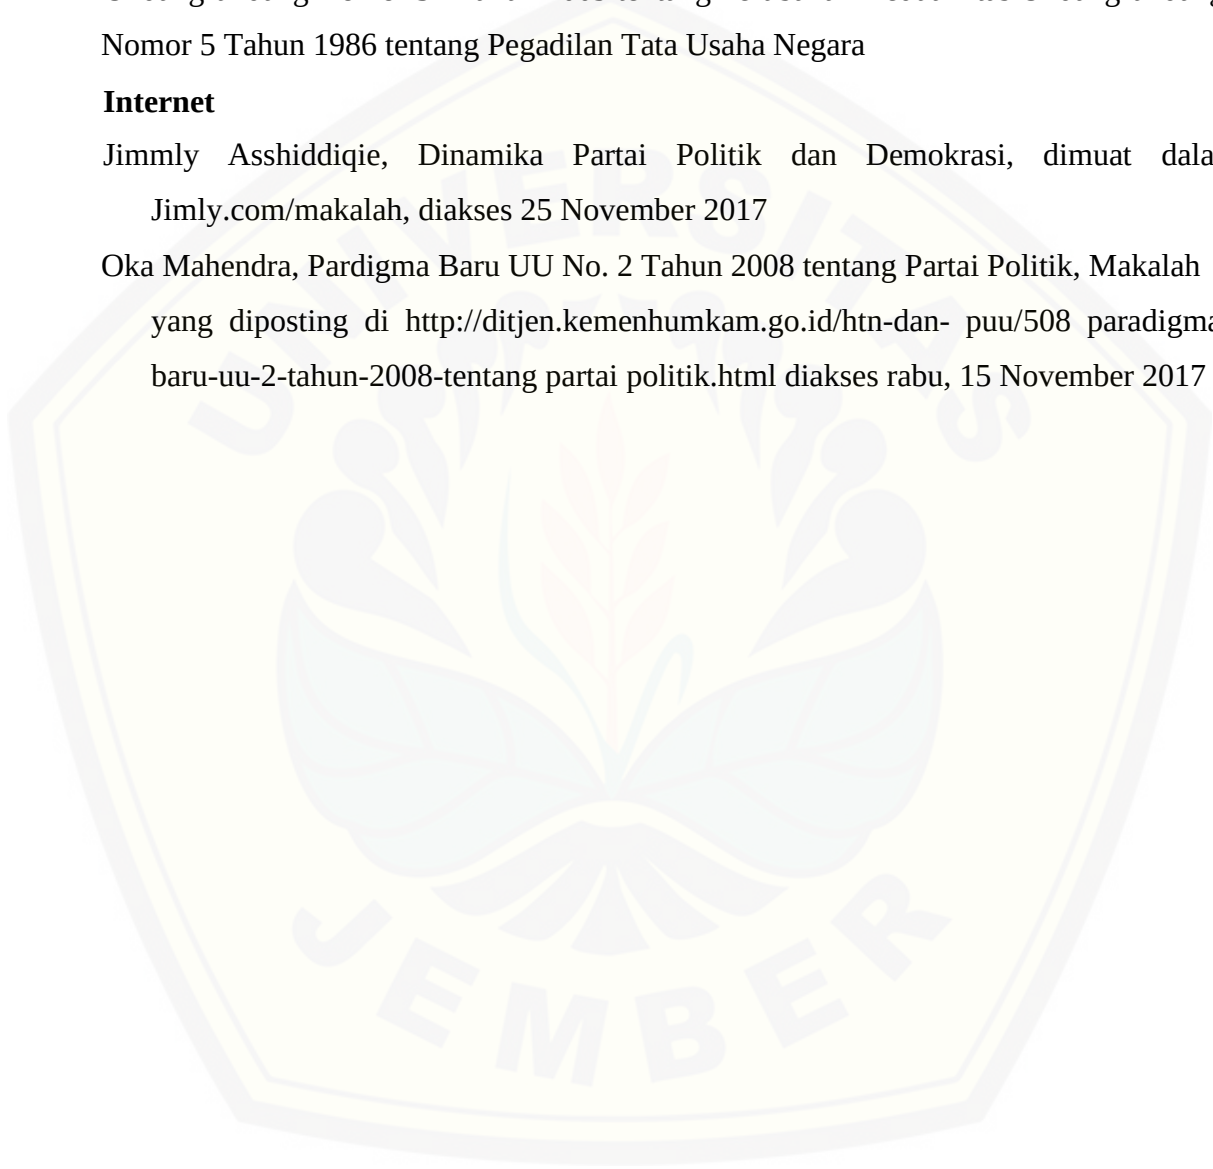 Nomor 5 Tahun 1986 tentang Pegadilan Tata Usaha Negara
Internet
Jimmly Asshiddiqie, Dinamika Partai Politik dan Demokrasi, dimuat
Jimly.com/makalah, diakses 25 November 2017
Oka Mahendra, Pardigma Baru UU No. 2 Tahun 2008 tentang Partai Politik, Makalah
yang diposting di http://ditjen.kemenhumkam.go.id/htn-dan- puu/508 paradigma
baru-uu-2-tahun-2008-tentang partai politik.html diakses rabu, 15 November 2017
UNIVERSITAS
JEMBER